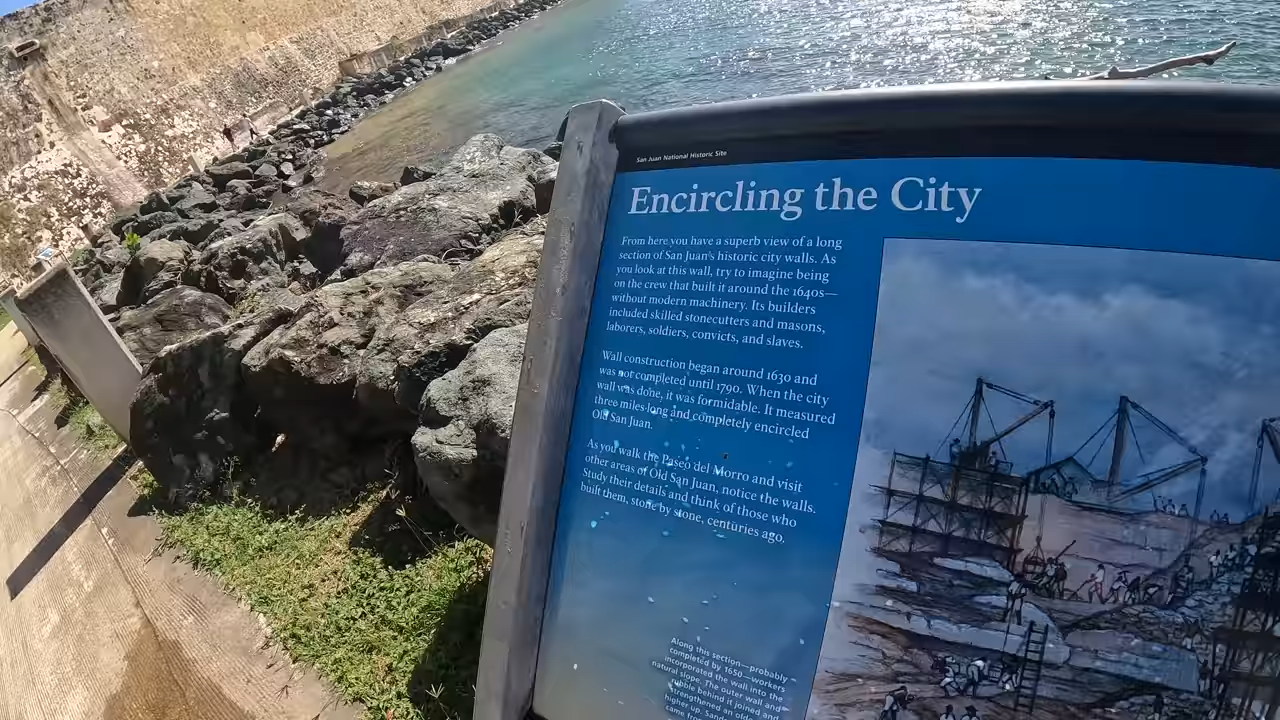 San Juan National Historic Site
Encircling the City
From here you have a superb view of a long
section of San Juan's historic city walls. As
you look at this wall, try to imagine being
on the crew that built it around the 1640s—
without modern machinery. Its builders
included skilled stonecutters and masons,
laborers, soldiers, convicts, and slaves.
Wall construction began around 1630 and
was not completed until 1790. When the city
wall was done, it was formidable. It measured
three miles long and completely encircled
Old San Juan.
As you walk the Paseo del Morro and visit
other areas of Old San Juan, notice the walls.
Study their details and think of those who
built them, stone by stone, centuries ago.
Along this section—probably
completed by 1650—workers
incorporated the wall into the
natural slope. The outer wall and
rubble behind it joined and
strengthened an olde
higher up. Sands
came from